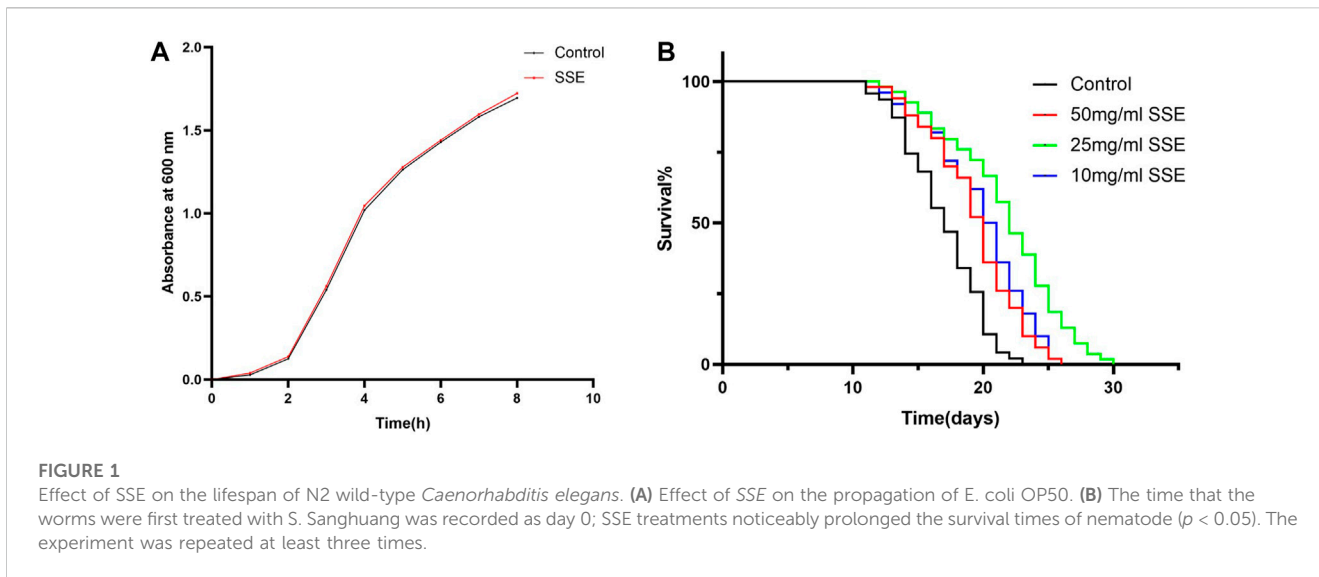 A
2.0
1.5
1.0
0.5
0.0
Absorbance at 600 nm
0 2 4 6 8 10
Time(h)
Control
SSE
B
100
50
0
Survival%
0 10 20 30
Time(days)
Control
50mg/ml SSE
25mg/ml SSE
10mg/ml SSE
FIGURE 1
Effect of SSE on the lifespan of N2 wild-type Caenorhabditis elegans. (A) Effect of SSE on the propagation of E. coli OP50. (B) The time that the
worms were first treated with S. Sanghuang was recorded as day 0; SSE treatments noticeably prolonged the survival times of nematode (p < 0.05). The
experiment was repeated at least three times.